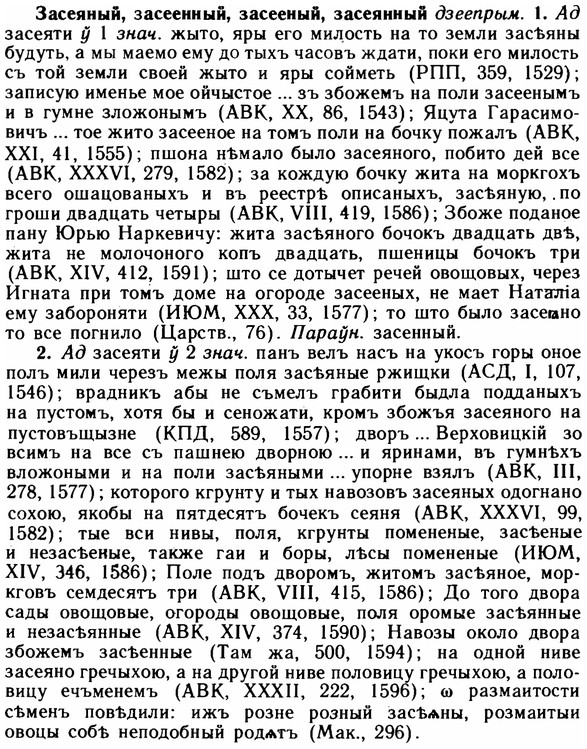 Засеяный, засеенный, засееный, засеянный дзеепрым. 1. Ад
засеяти ў 1 знач. жыто, яры его милость на то земли засѣяны
будуть, а мы маемо ему до тыхъ часовъ ждати, поки его милость
съ той земли своей жыто и яры сойметь (РПП, 359, 1529);
записую именье мое ойчыстое ... зъ збожемъ на поли засееным
и в гумне зложонымъ (АВК, XX, 86, 1543); Яцута Гарасимо-
вичъ ... тое жито засееное на томъ поли на бочку пожалъ (АВК,
XXI, 41, 1555); пшона нѣмало было засеяного, побито дей все
(АВК, XXXVI, 279, 1582); за кождую бочку жита на моркгохъ
всего ошацованыхъ и въ реестрѣ описаныхъ, засѣяную, по
гроши двадцать четыры (АВК, VIII, 419, 1586); Збоже поданое
пану Юрью Наркевичу: жита засѣяного бочокъ двадцать двѣ,
жита не молочоного копъ двадцать, пшеницы бочокъ три
(АВК, XIV, 412, 1591); што се дотычет речей овощовых, через
Игната при томъ доме на огороде засееных, не мает Наталіа
ему забороняти (ИЮМ, XXX, 33, 1577); то што было засеꙗно
то все погнило (Царств., 76). Параўн. засенный.
2. Ад засеяти ў 2 знач. панъ велъ насъ на укосъ горы оное
полъ мили черезъ межы поля засѣяные ржищки (АСД, I, 107,
1546); врадникъ абы не съмелъ грабити быдла подданыхъ
на пустомъ, хотя бы и сеножати, кромъ збожъя засеяного на
пустовъщызне (КПД, 589, 1557); дворъ ... Верховицкій зо
всимъ на все съ пашнею дворною ... и яринами, въ гумнѣхъ
вложоными и на поли засѣяными ... упорне взялъ (АВК, III,
278, 1577); которого кгрунту и тых навозовъ засеяных одогнано
сохою, якобы на пятдесятъ бочекъ сеяня (АВК, XXXVI, 99,
1582); тые вси нивы, поля, кгрунты помененые, засѣеные
и незасѣеные, также гаи и боры, лѣсы помененые (ИЮМ,
XIV, 346, 1586); Поле подъ дворомъ, житомъ засѣяное, мор-
кговъ семдесятъ три (АВК, VIII, 415, 1586); До того двора
сады овощовые, огороды овощовые, поля оромые засѣянные
и незасѣянные (АВК, XIV, 374, 1590); Навозы около двора
збожемъ засѣенные (Там жа, 500, 1594); на одной ниве
засеяно гречыхою, а на другой ниве половицу гречыхою, а поло-
вицу ечъменемъ (АВК, XXXII, 222, 1596); ѡ размаитости
сѣменъ повѣдили: ижъ розне розный засѣѧны, розмаитыи
овоцы собѣ неподобный родѧтъ (Мак., 296).